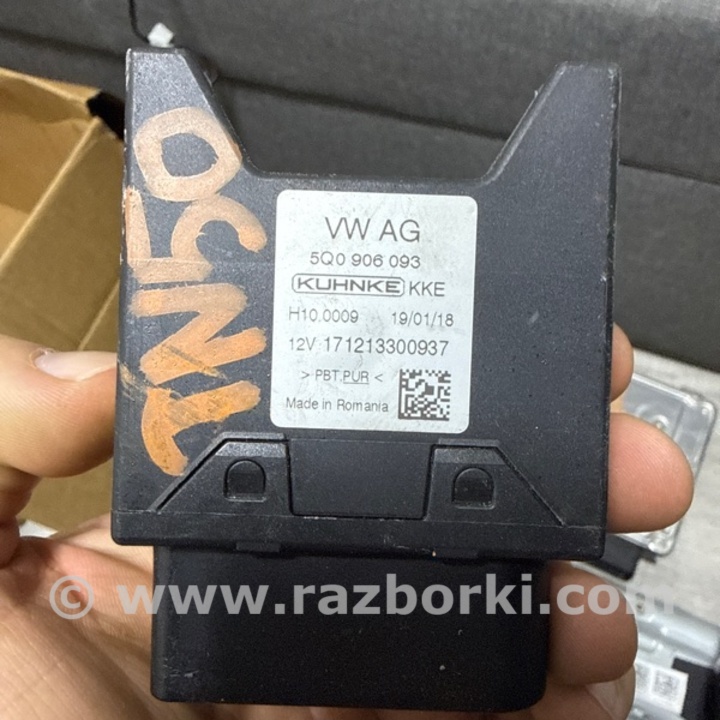 VW AG
5Q0 906 093
KUHNKE KKE
H10.0009 19/01/18
12V 171213300937
> PBT,PUR <
Made in Romania
© www.razborki.com